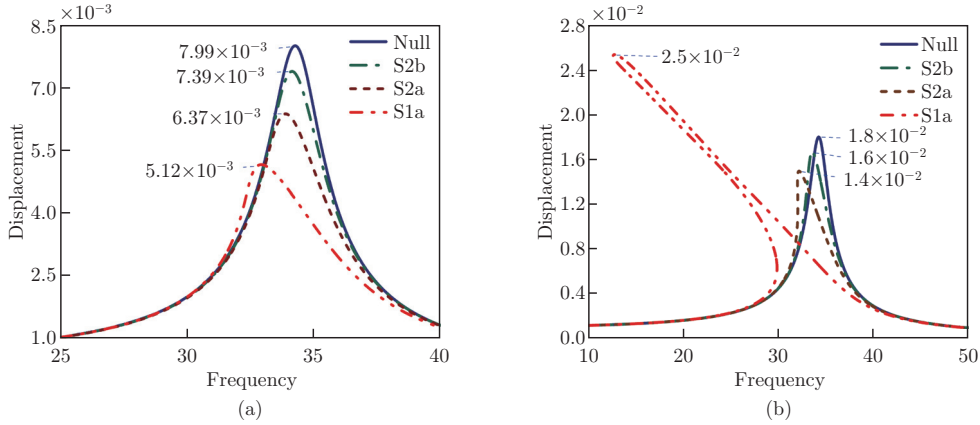 ×10⁻³
8.5
7.0
5.5
4.0
2.5
1.0
25
30
35
40
Displacement
Frequency
7.99×10⁻³
7.39×10⁻³
6.37×10⁻³
5.12×10⁻³
Null
S2b
S2a
S1a
(a)
×10⁻²
2.8
2.4
2.0
1.6
1.2
0.8
0.4
0.0
10
20
30
40
50
Displacement
Frequency
2.5×10⁻²
1.8×10⁻²
1.6×10⁻²
1.4×10⁻²
Null
S2b
S2a
S1a
(b)